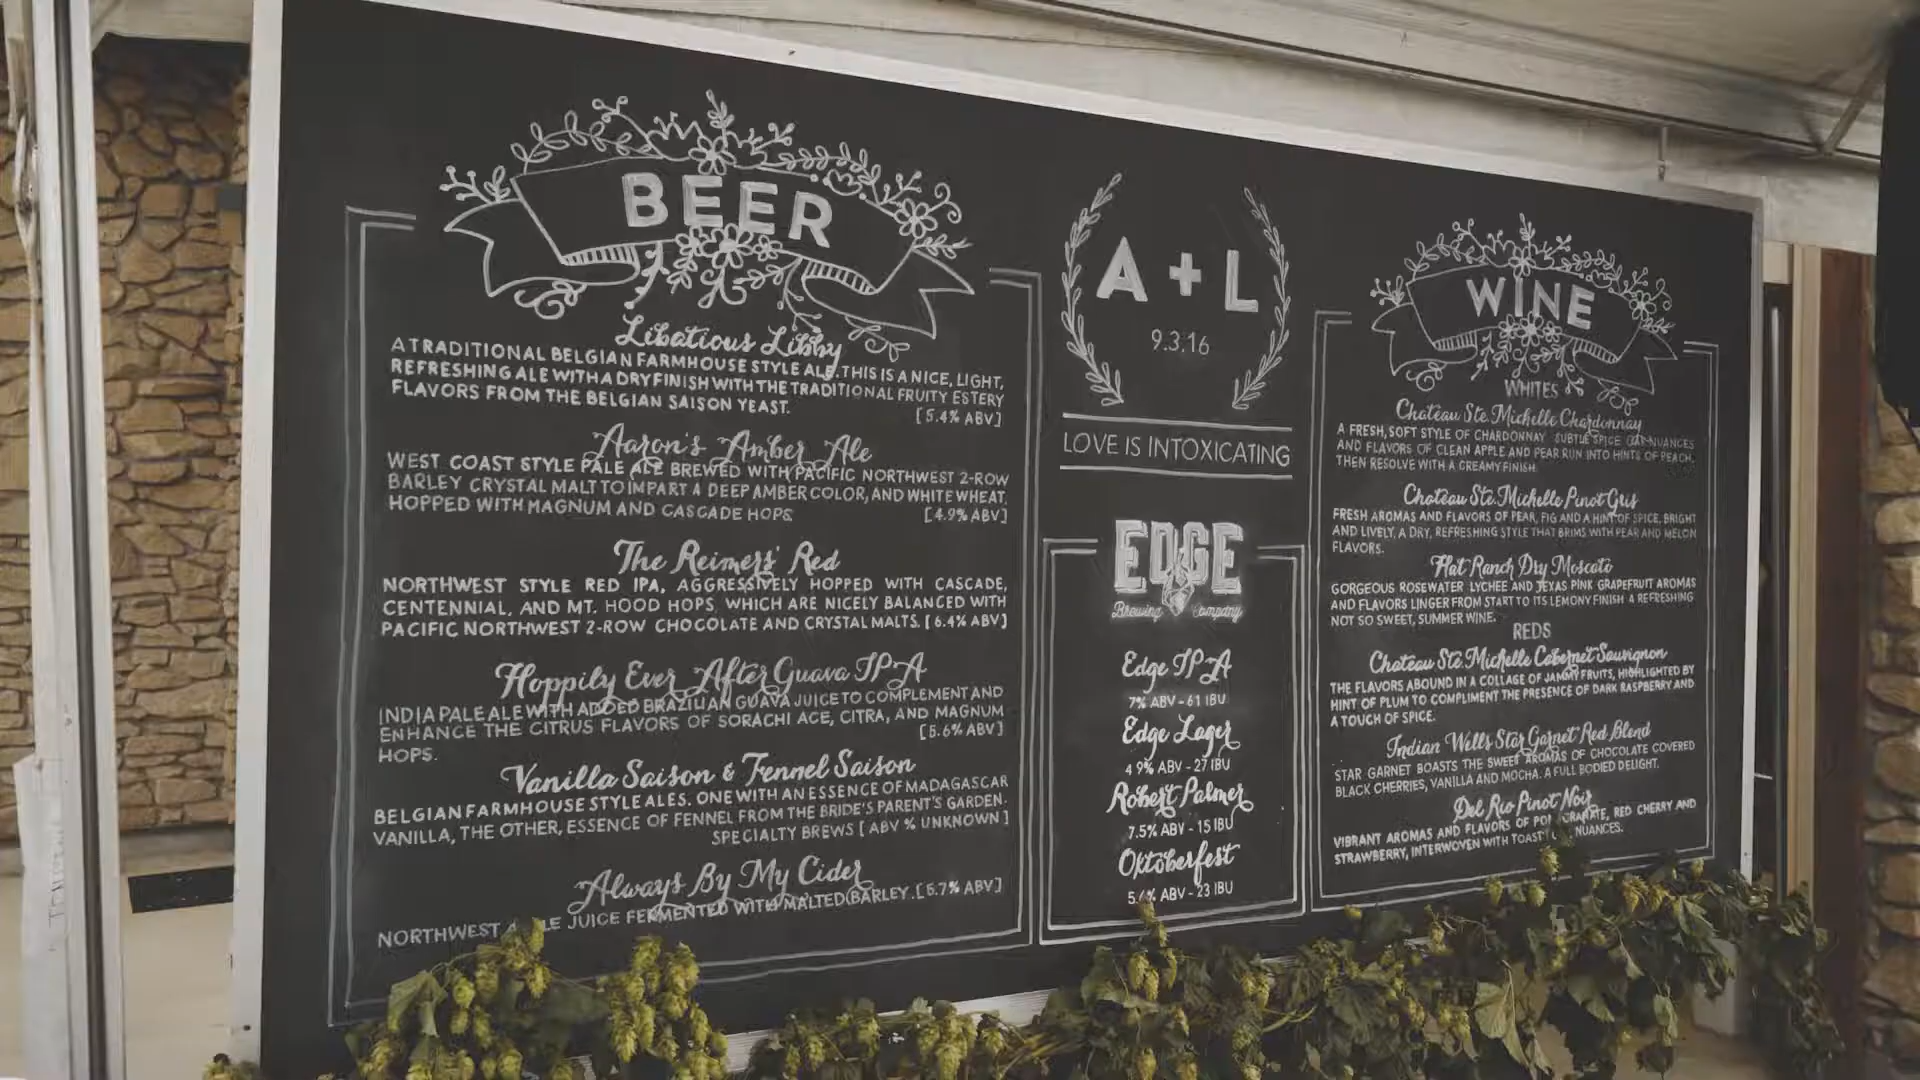 BEER
Libatious Libby
A TRADITIONAL BELGIAN FARMHOUSE STYLE ALE. THIS IS A NICE, LIGHT,
REFRESHING ALE WITH A DRY FINISH WITH THE TRADITIONAL FRUITY ESTERY
FLAVORS FROM THE BELGIAN SAISON YEAST. [5.4% ABV]
Aaron's Amber Ale
WEST COAST STYLE PALE ALE BREWED WITH PACIFIC NORTHWEST 2-ROW
BARLEY CRYSTAL MALT TO IMPART A DEEP AMBER COLOR, AND WHITE WHEAT,
HOPPED WITH MAGNUM AND CASCADE HOPS [4.9% ABV]
The Reimers' Red
NORTHWEST STYLE RED IPA, AGGRESSIVELY HOPPED WITH CASCADE,
CENTENNIAL, AND MT. HOOD HOPS, WHICH ARE NICELY BALANCED WITH
PACIFIC NORTHWEST 2-ROW CHOCOLATE AND CRYSTAL MALTS. [6.4% ABV]
Hoppily Ever After Guava IPA
INDIA PALE ALE WITH ADDED BRAZILIAN GUAVA JUICE TO COMPLEMENT AND
ENHANCE THE CITRUS FLAVORS OF SORACHI ACE, CITRA, AND MAGNUM
HOPS. [5.6% ABV]
Vanilla Saison & Fennel Saison
BELGIAN FARMHOUSE STYLE ALES. ONE WITH AN ESSENCE OF MADAGASCAR
VANILLA, THE OTHER, ESSENCE OF FENNEL FROM THE BRIDE'S PARENT'S GARDEN.
SPECIALTY BREWS [ABV % UNKNOWN]
Always By My Cider
NORTHWEST JUICE FERMENTED WITH MALTED BARLEY. [6.7% ABV]
A + L
9.3.16
LOVE IS INTOXICATING
EDGE
Brewing Company
Edge IPA
7% ABV - 61 IBU
Edge Lager
4 9% ABV - 27 IBU
Robert Palmer
7.5% ABV - 15 IBU
Oktoberfest
ABV - 23 IBU
WINE
WHITES
Chateau Ste. Michelle Chardonnay
A FRESH, SOFT STYLE OF CHARDONNAY SUBTLE SPICE OAK NUANCES
AND FLAVORS OF CLEAN APPLE AND PEAR RUN INTO HINTS OF PEACH,
THEN RESOLVE WITH A CREAMY FINISH.
Chateau Ste. Michelle Pinot Gris
FRESH AROMAS AND FLAVORS OF PEAR, FIG AND A HINT OF SPICE, BRIGHT
AND LIVELY, A DRY, REFRESHING STYLE THAT BRIMS WITH PEAR AND MELON
FLAVORS.
Flat Ranch Dry Moscato
GORGEOUS ROSEWATER LYCHEE AND TEXAS PINK GRAPEFRUIT AROMAS
AND FLAVORS LINGER FROM START TO ITS LEMONY FINISH A REFRESHING
NOT SO SWEET, SUMMER WINE.
REDS
Chateau Ste. Michelle Cabernet Sauvignon
THE FLAVORS ABOUND IN A COLLAGE OF JAMMY FRUITS, HIGHLIGHTED BY
HINT OF PLUM TO COMPLIMENT THE PRESENCE OF DARK RASPBERRY AND
A TOUCH OF SPICE.
Indian Wells Star Garnet Red Blend
STAR GARNET BOASTS THE SWEET AROMAS OF CHOCOLATE COVERED
BLACK CHERRIES, VANILLA AND MOCHA. A FULL BODIED DELIGHT.
Del Rio Pinot Noir
VIBRANT AROMAS AND FLAVORS OF RED CHERRY AND
STRAWBERRY, INTERWOVEN WITH NUANCES.